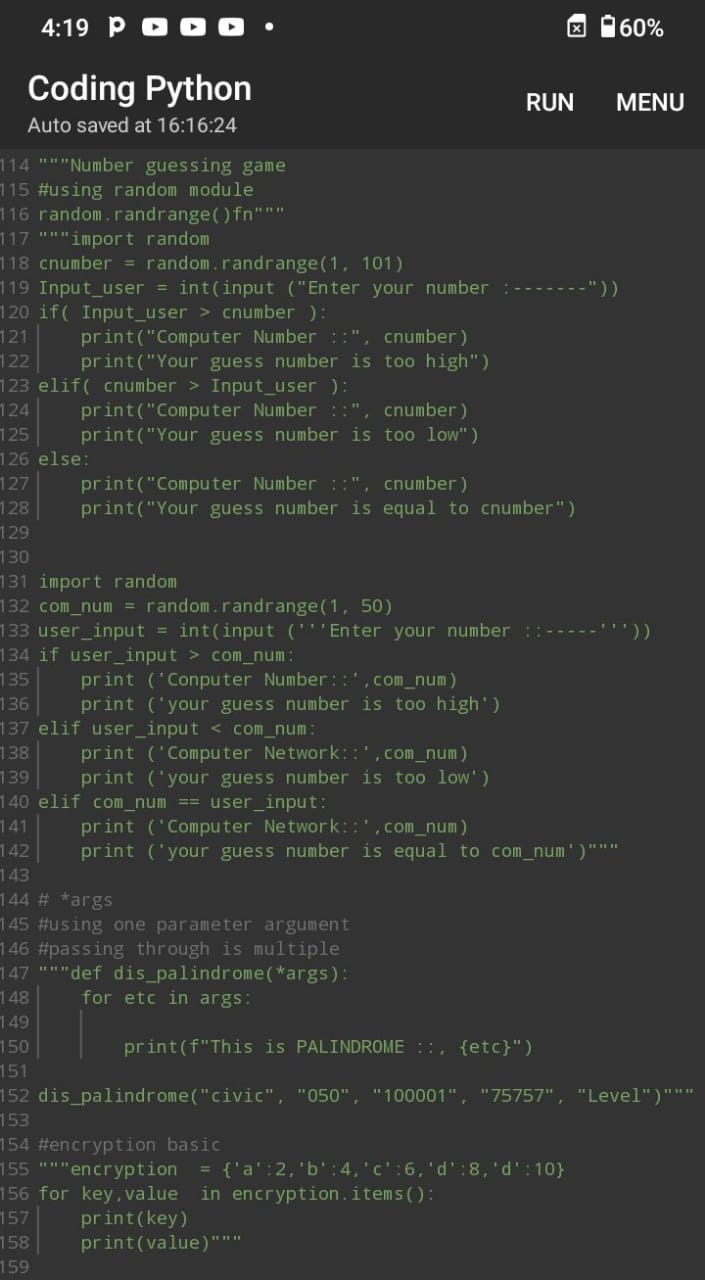 4:19 60%
Coding Python
RUN MENU
Auto saved at 16:16:24
114 """Number guessing game
115 #using random module
116 random.randrange()fn"""
117 """import random
118 cnumber = random.randrange(1, 101)
119 Input_user = int(input ("Enter your number :-------"))
120 if( Input_user > cnumber ):
121     print("Computer Number ::", cnumber)
122     print("Your guess number is too high")
123 elif( cnumber > Input_user ):
124     print("Computer Number ::", cnumber)
125     print("Your guess number is too low")
126 else:
127     print("Computer Number ::", cnumber)
128     print("Your guess number is equal to cnumber")
129
130
131 import random
132 com_num = random.randrange(1, 50)
133 user_input = int(input ('''Enter your number ::-----'''))
134 if user_input > com_num:
135     print ('Conputer Number::',com_num)
136     print ('your guess number is too high')
137 elif user_input < com_num:
138     print ('Computer Network::',com_num)
139     print ('your guess number is too low')
140 elif com_num == user_input:
141     print ('Computer Network::',com_num)
142     print ('your guess number is equal to com_num')"""
143
144 # *args
145 #using one parameter argument
146 #passing through is multiple
147 """def dis_palindrome(*args):
148     for etc in args:
149
150         print(f"This is PALINDROME ::, {etc}")
151
152 dis_palindrome("civic", "050", "100001", "75757", "Level")"""
153
154 #encryption basic
155 """encryption  = {'a':2,'b':4,'c':6,'d':8,'d':10}
156 for key,value  in encryption.items():
157     print(key)
158     print(value)"""
159